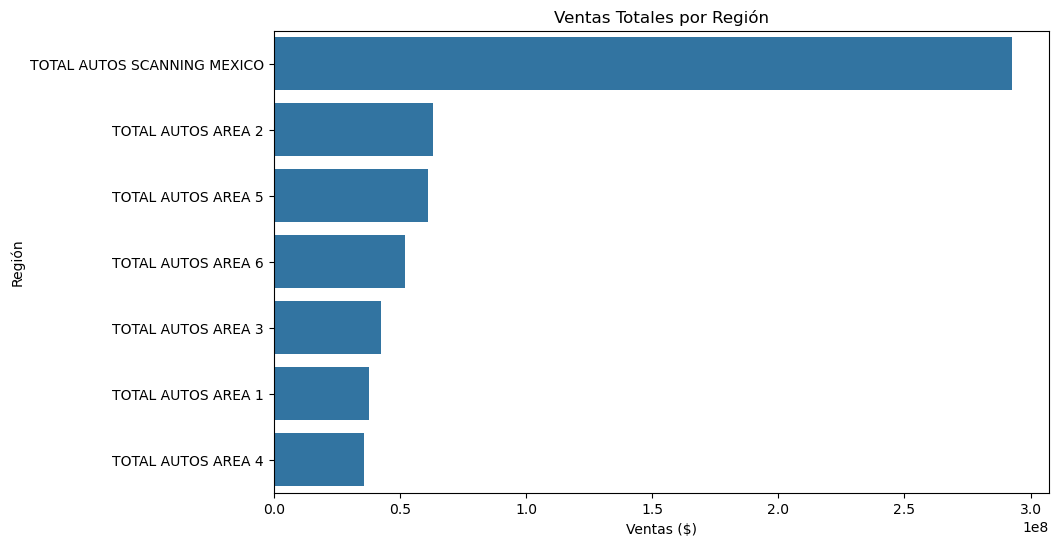 Ventas Totales por Región
TOTAL AUTOS SCANNING MEXICO
TOTAL AUTOS AREA 2
TOTAL AUTOS AREA 5
TOTAL AUTOS AREA 6
TOTAL AUTOS AREA 3
TOTAL AUTOS AREA 1
TOTAL AUTOS AREA 4
Región
0.0 0.5 1.0 1.5 2.0 2.5 3.0
1e8
Ventas ($)